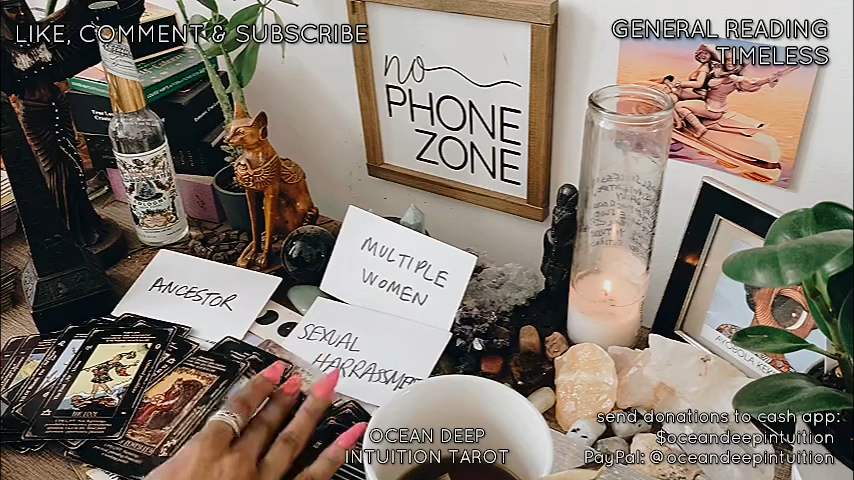 LIKE, COMMENT & SUBSCRIBE
GENERAL READING
TIMELESS
no
PHONE
ZONE
MULTIPLE
WOMEN
ANCESTOR
SEXUAL
HARRASSME
THE FOOL
send donations to cash app:
$oceandeepintuition
PayPal: @oceandeepintuition
OCEAN DEEP
INTUITION TAROT